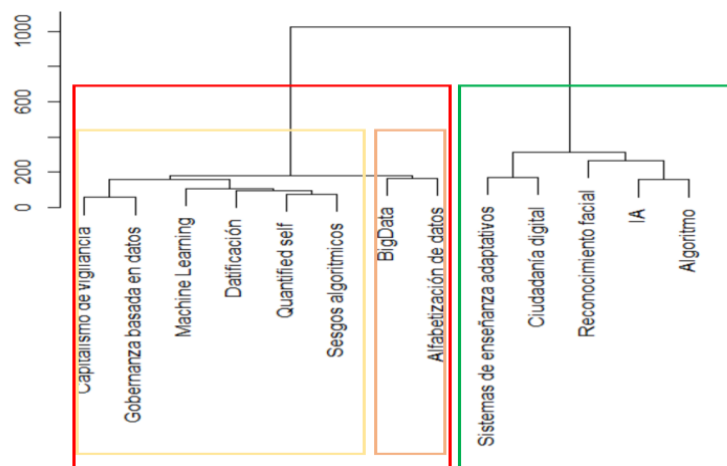 1000
600
200
0
Capitalismo de vigilancia
Gobernanza basada en datos
Machine Learning
Datificación
Quantified self
Sesgos algorítmicos
BigData
Alfabetización de datos
Sistemas de enseñanza adaptativos
Ciudadanía digital
Reconocimiento facial
IA
Algoritmo